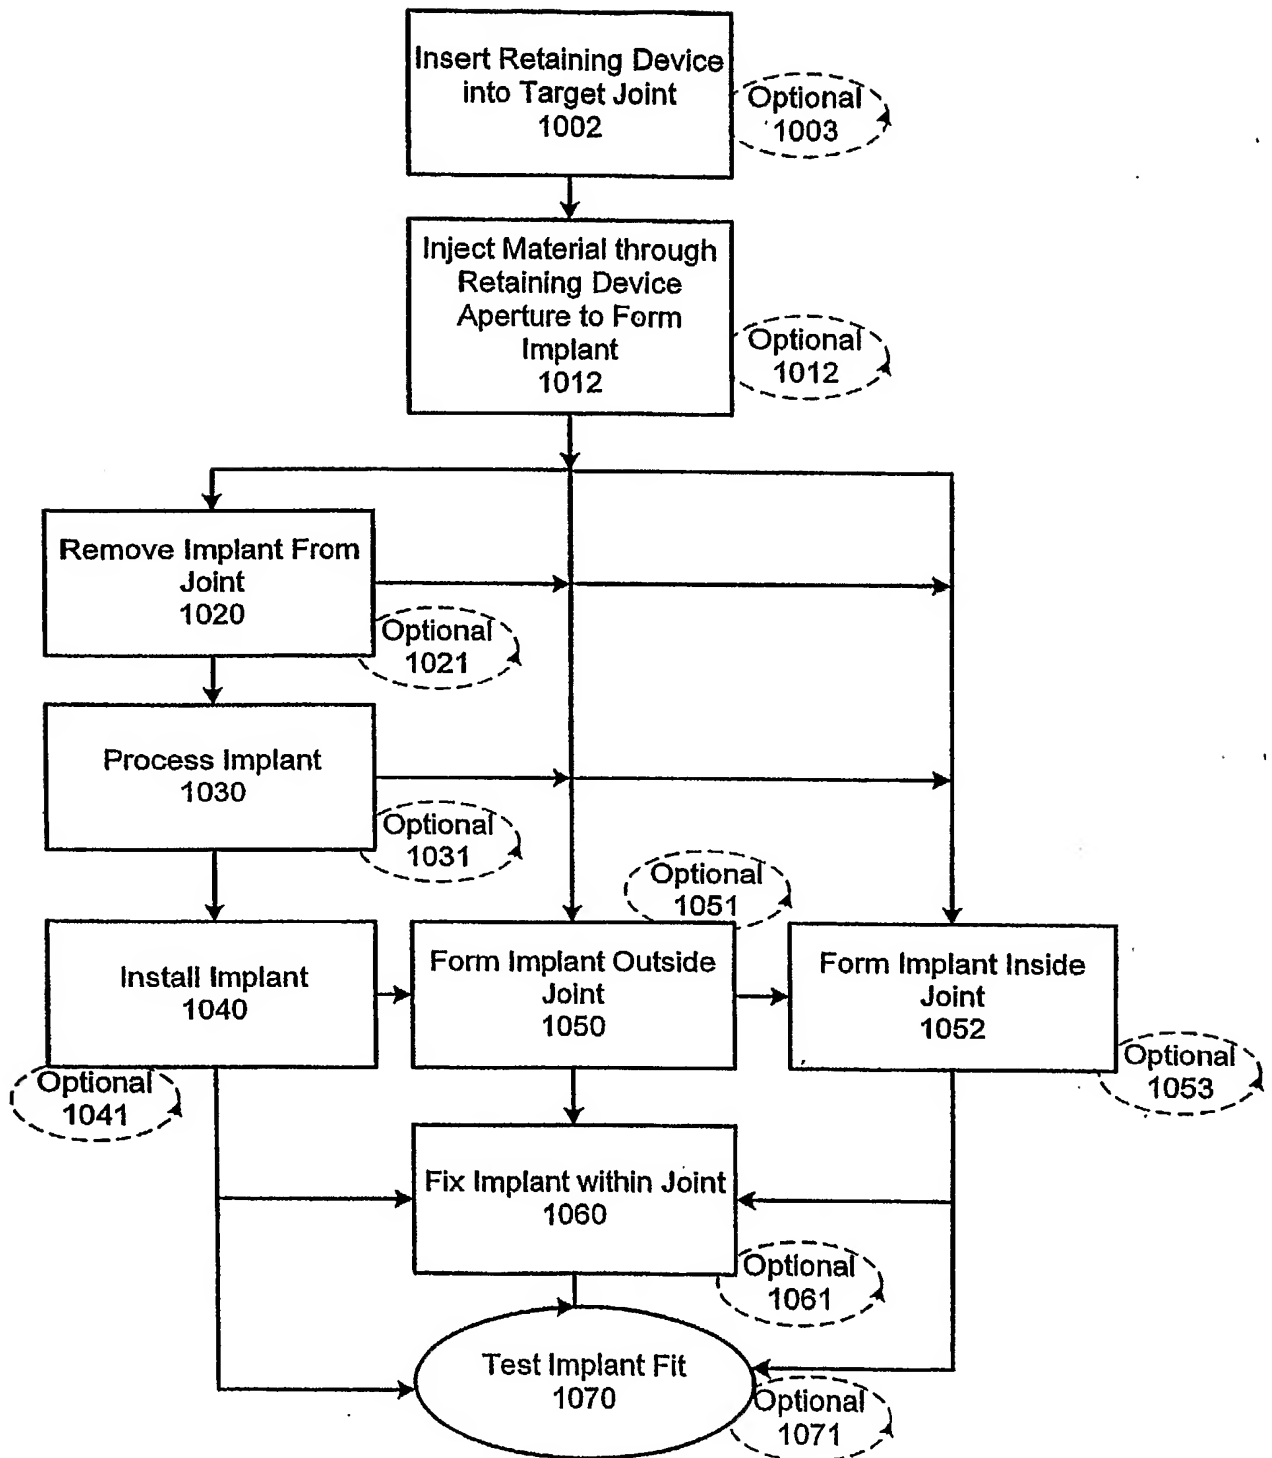 Insert Retaining Device
into Target Joint
1002
Optional
1003
Inject Material through
Retaining Device
Aperture to Form
Implant
1012
Optional
1012
Remove Implant From
Joint
1020
Optional
1021
Process Implant
1030
Optional
1031
Install Implant
1040
Optional
1041
Optional
1051
Form Implant Outside
Joint
1050
Form Implant Inside
Joint
1052
Optional
1053
Fix Implant within Joint
1060
Optional
1061
Test Implant Fit
1070
Optional
1071